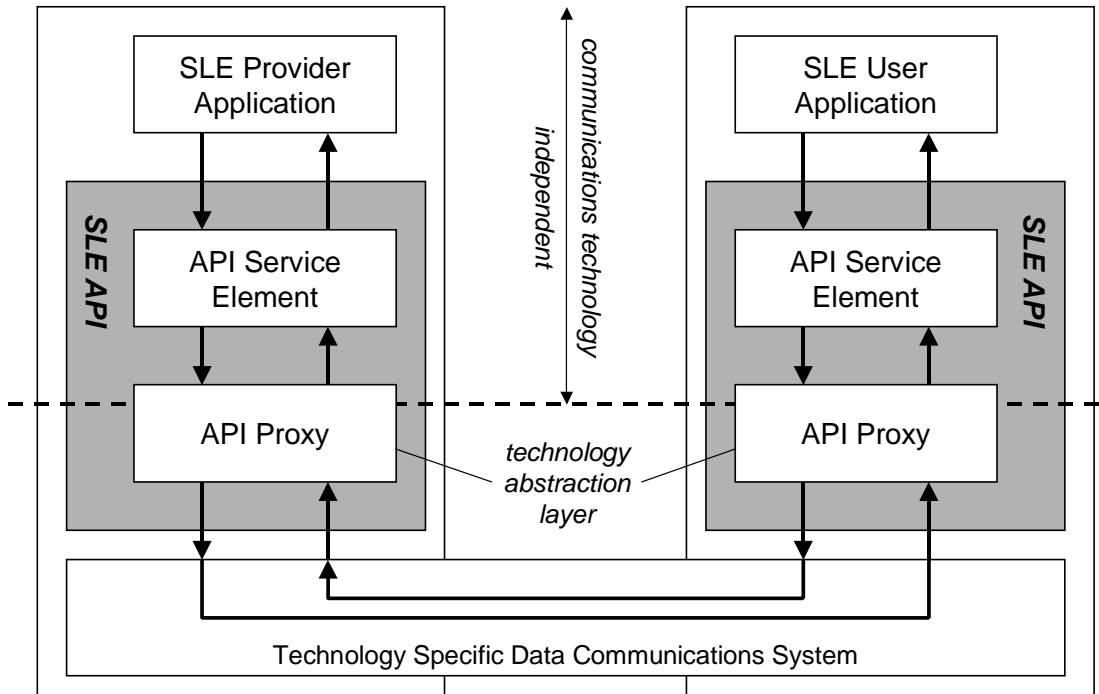 SLE Provider
Application
SLE User
Application
communications technology
independent
SLE API
API Service
Element
API Service
Element
SLE API
API Proxy
API Proxy
technology
abstraction
layer
Technology Specific Data Communications System